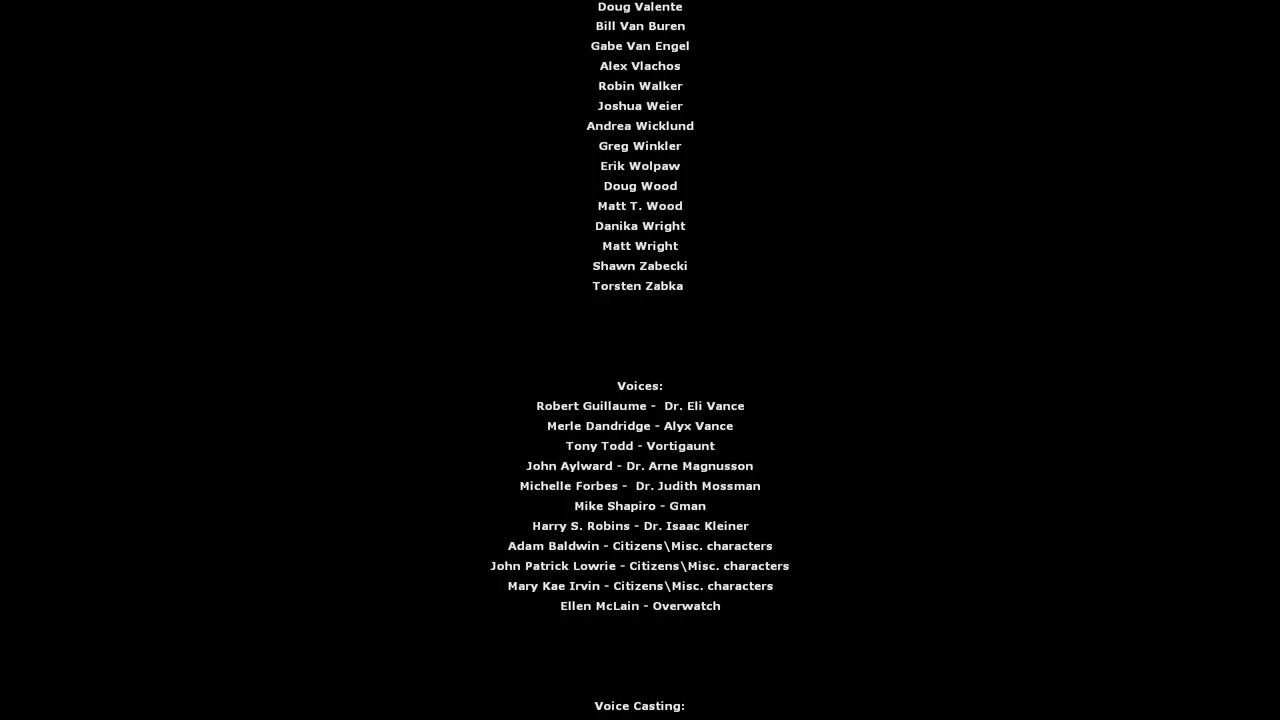 Doug Valente
Bill Van Buren
Gabe Van Engel
Alex Vlachos
Robin Walker
Joshua Weier
Andrea Wicklund
Greg Winkler
Erik Wolpaw
Doug Wood
Matt T. Wood
Danika Wright
Matt Wright
Shawn Zabecki
Torsten Zabka
Voices:
Robert Guillaume -  Dr. Eli Vance
Merle Dandridge - Alyx Vance
Tony Todd - Vortigaunt
John Aylward - Dr. Arne Magnusson
Michelle Forbes -  Dr. Judith Mossman
Mike Shapiro - Gman
Harry S. Robins - Dr. Isaac Kleiner
Adam Baldwin - Citizens\Misc. characters
John Patrick Lowrie - Citizens\Misc. characters
Mary Kae Irvin - Citizens\Misc. characters
Ellen McLain - Overwatch
Voice Casting: